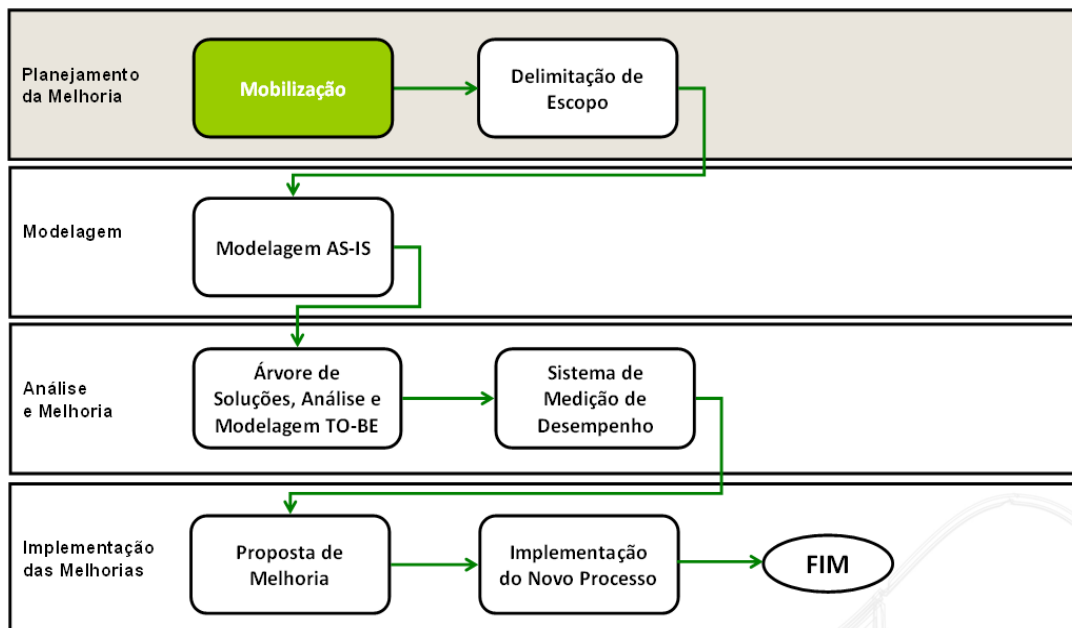 Planejamento
da Melhoria
Mobilização
Delimitação de
Escopo
Modelagem
Modelagem AS-IS
Análise
e Melhoria
Árvore de
Soluções, Análise e
Modelagem TO-BE
Sistema de
Medição de
Desempenho
Implementação
das Melhorias
Proposta de
Melhoria
Implementação
do Novo Processo
FIM